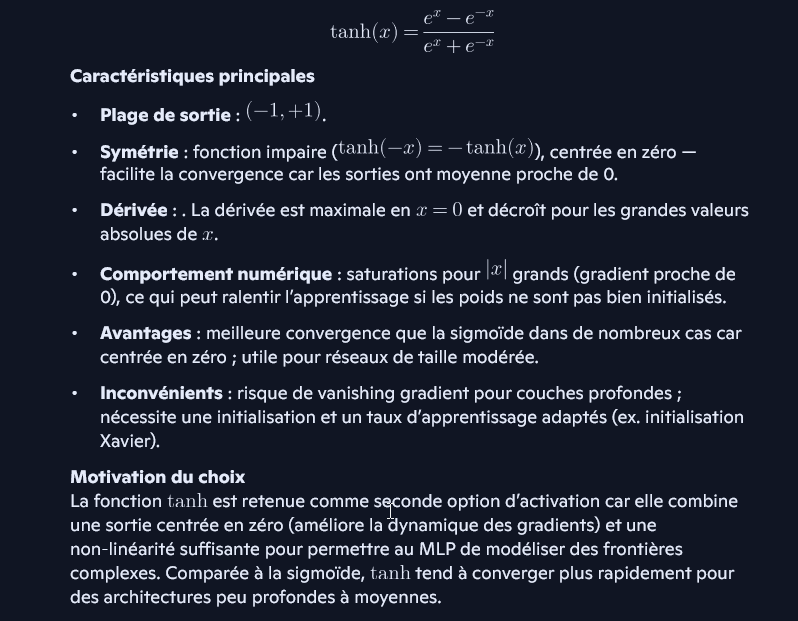 tanh(x) = (e^x − e^{−x}) / (e^x + e^{−x})
Caractéristiques principales
• Plage de sortie : (−1, +1).
• Symétrie : fonction impaire (tanh(−x) = − tanh(x)), centrée en zéro —
facilite la convergence car les sorties ont moyenne proche de 0.
• Dérivée : . La dérivée est maximale en x = 0 et décroît pour les grandes valeurs
absolues de x.
• Comportement numérique : saturations pour |x| grands (gradient proche de
0), ce qui peut ralentir l’apprentissage si les poids ne sont pas bien initialisés.
• Avantages : meilleure convergence que la sigmoïde dans de nombreux cas car
centrée en zéro ; utile pour réseaux de taille modérée.
• Inconvénients : risque de vanishing gradient pour couches profondes ;
nécessite une initialisation et un taux d’apprentissage adaptés (ex. initialisation
Xavier).
Motivation du choix
La fonction tanh est retenue comme seconde option d’activation car elle combine
une sortie centrée en zéro (améliore la dynamique des gradients) et une
non-linéarité suffisante pour permettre au MLP de modéliser des frontières
complexes. Comparée à la sigmoïde, tanh tend à converger plus rapidement pour
des architectures peu profondes à moyennes.